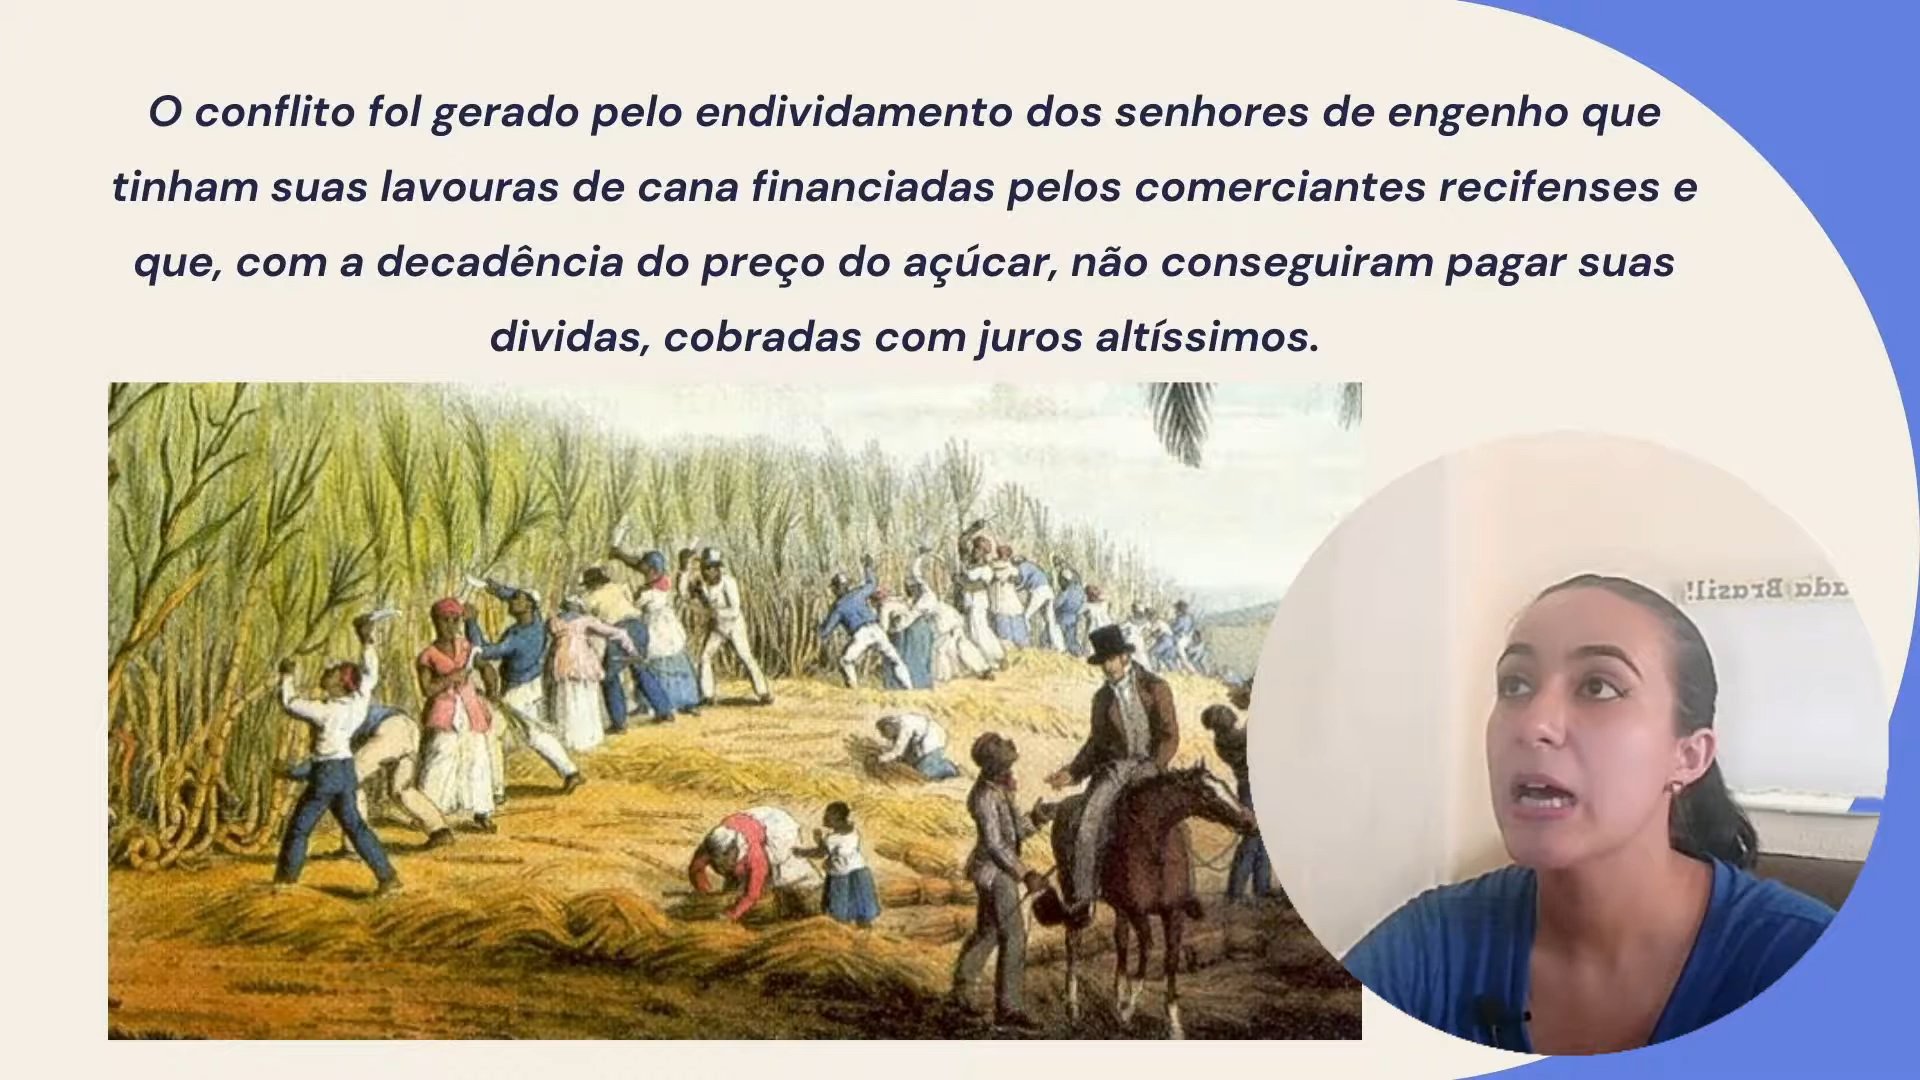 O conflito fol gerado pelo endividamento dos senhores de engenho que
tinham suas lavouras de cana financiadas pelos comerciantes recifenses e
que, com a decadência do preço do açúcar, não conseguiram pagar suas
dividas, cobradas com juros altíssimos.
Brasil!